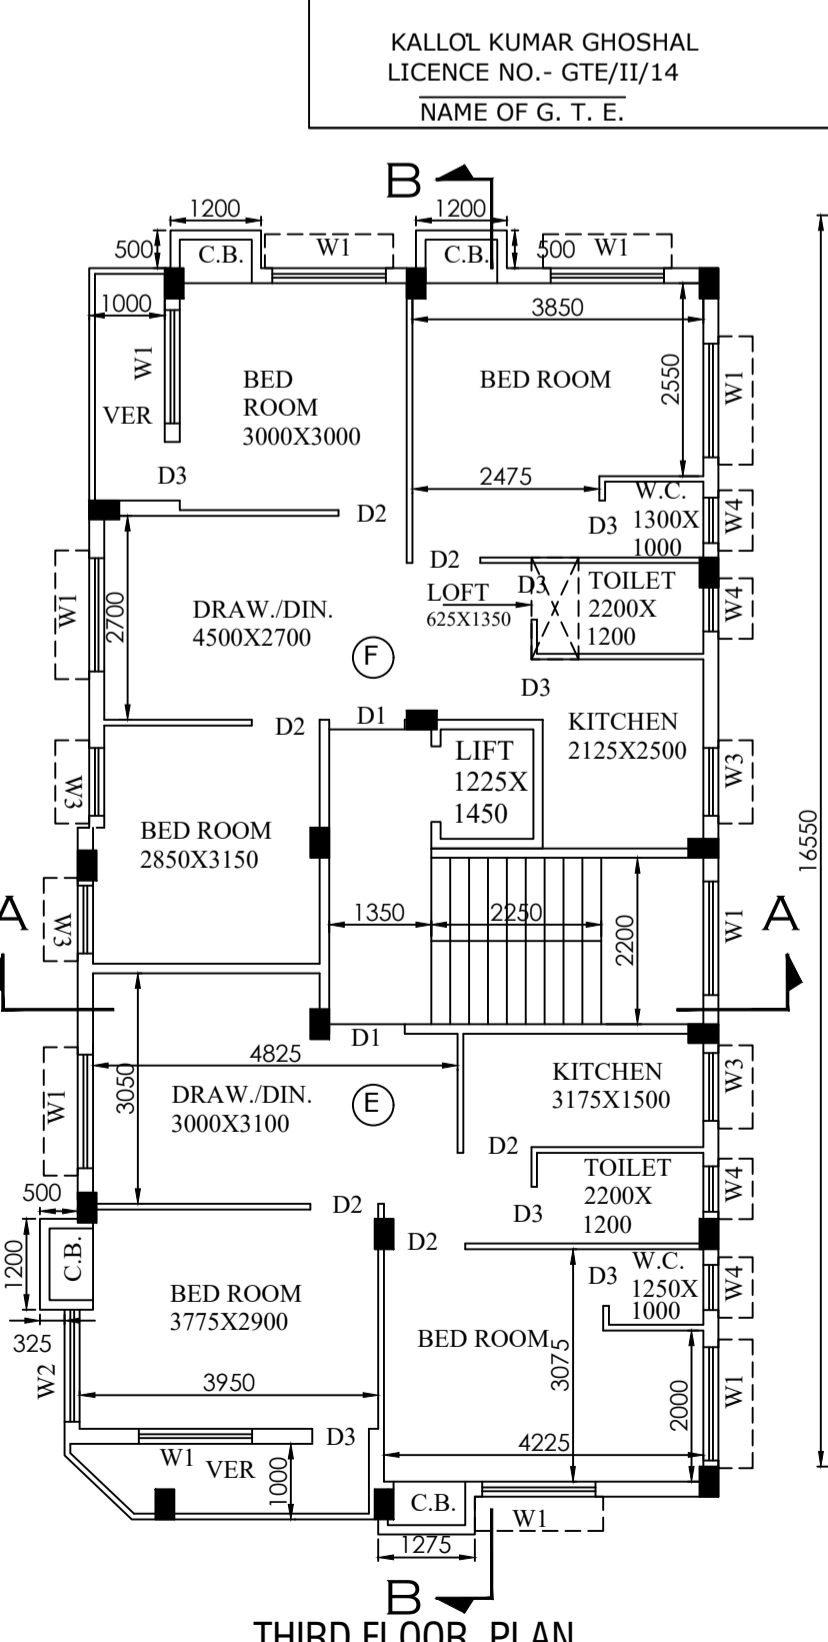 KALLOL KUMAR GHOSHAL
LICENCE NO.- GTE/II/14
NAME OF G. T. E.
B
1200
1200
500
C.B.
W1
C.B.
500
W1
1000
3850
W1
BED
ROOM
3000X3000
BED ROOM
2550
W1
VER
D3
2475
W.C.
1300X
1000
W4
D2
D3
D2
D3
LOFT
625X1350
TOILET
2200X
1200
W4
W1
2700
DRAW./DIN.
4500X2700
F
D3
D2
D1
KITCHEN
2125X2500
LIFT
1225X
1450
W3
W3
BED ROOM
2850X3150
16550
A
W3
1350
2250
2200
W1
A
D1
4825
3050
W1
DRAW./DIN.
3000X3100
E
KITCHEN
3175X1500
W3
D2
TOILET
2200X
1200
W4
500
D2
D3
D2
1200
C.B.
W.C.
1250X
1000
D3
W4
BED ROOM
3775X2900
325
W2
BED ROOM
3075
3950
2000
W1
D3
4225
W1
VER
1000
C.B.
W1
1275
B
THIRD FLOOR PLAN